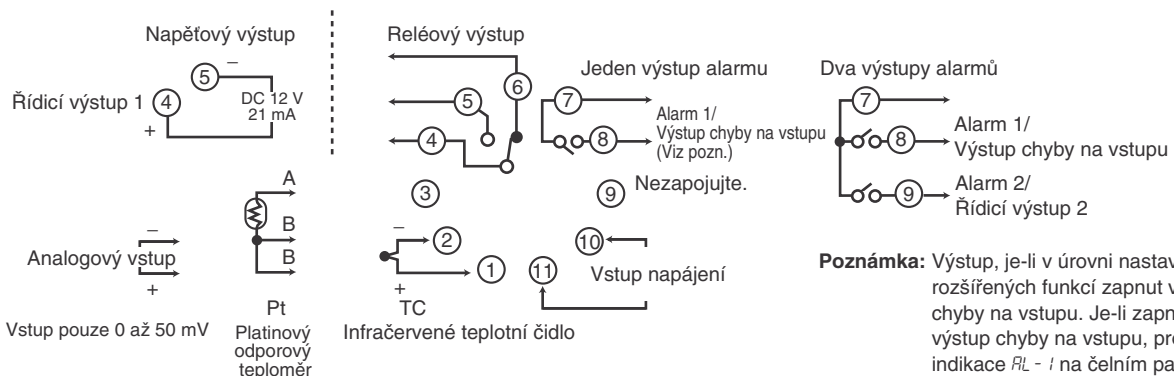 Napěťový výstup
–
5
Řídicí výstup 1
4
+
DC 12 V
21 mA
Reléový výstup
6
5
4
Jeden výstup alarmu
7
8
Alarm 1/
Výstup chyby na vstupu
(Viz pozn.)
Dva výstupy alarmů
7
8
Alarm 1/
Výstup chyby na vstupu
9
Alarm 2/
Řídicí výstup 2
3
9
Nezapojujte.
Analogový vstup
–
+
Vstup pouze 0 až 50 mV
A
B
B
Pt
Platinový
odporový
teploměr
–
2
1
+
TC
Infračervené teplotní čidlo
10
11
Vstup napájení
Poznámka: Výstup, je-li v úrovni nastav
rozšířených funkcí zapnut v
chyby na vstupu. Je-li zapn
výstup chyby na vstupu, pro
indikace AL - 1 na čelním pa